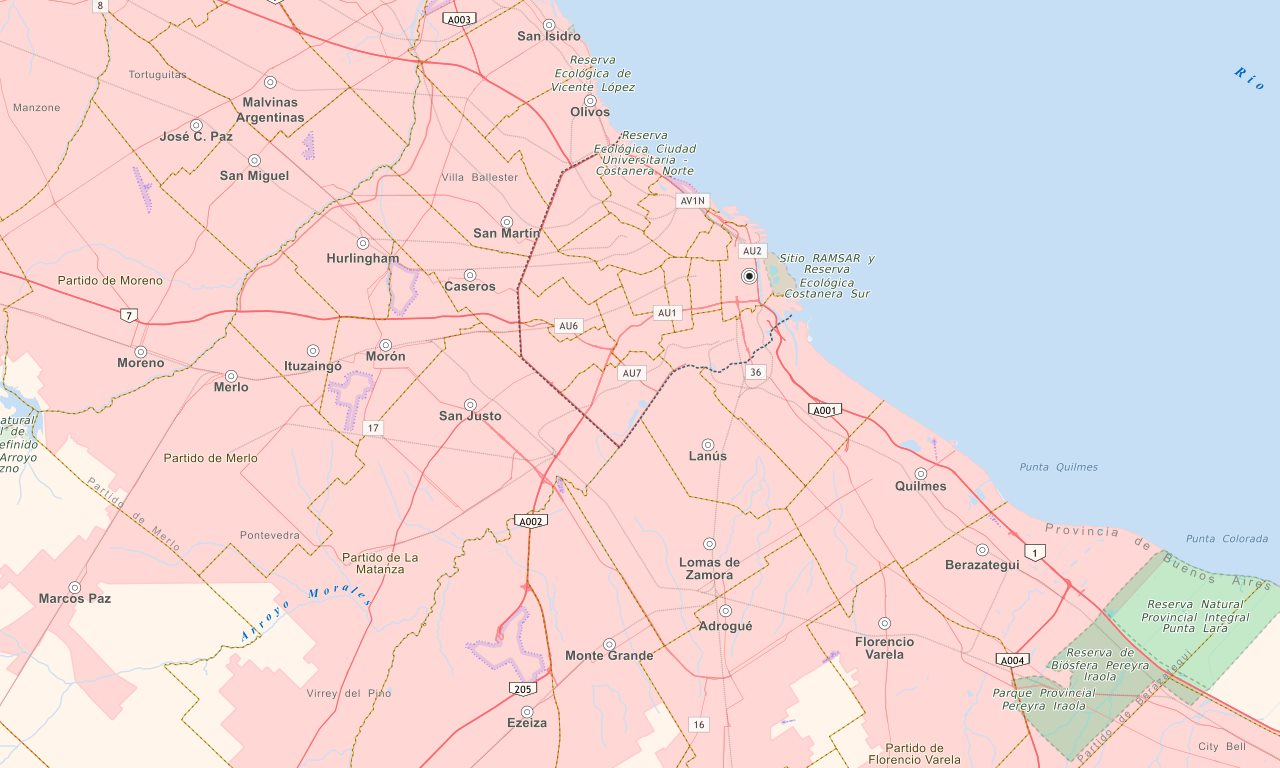 8
A003
San Isidro
Reserva
Ecológica de
Vicente López
Río
Tortuguitas
Manzone
Malvinas
Argentinas
Olivos
José C. Paz
Reserva
Ecológica Ciudad
Universitaria -
Costanera Norte
San Miguel
Villa Ballester
AV1N
San Martín
Hurlingham
AU2
Sitio RAMSAR y
Reserva
Ecológica
Costanera Sur
Partido de Moreno
Caseros
7
AU6
AU1
Moreno
Ituzaingó
Morón
Merlo
AU7
36
San Justo
A001
17
atural
l de
efinido
Arroyo
zno
Partido de Merlo
Lanús
Punta Quilmes
Quilmes
Partido de Merlo
A002
Provincia de Buenos Aires
Punta Colorada
Pontevedra
Partido de La
Matanza
Lomas de
Zamora
Berazategui
1
Marcos Paz
Arroyo Morales
Adrogué
Reserva Natural
Provincial Integral
Punta Lara
Florencio
Varela
Monte Grande
A004
Reserva de
Biósfera Pereyra
Iraola
205
Virrey del Pino
Parque Provincial
Pereyra Iraola
Partido de Berazategui
Ezeiza
16
Partido de
Florencio Varela
City Bell